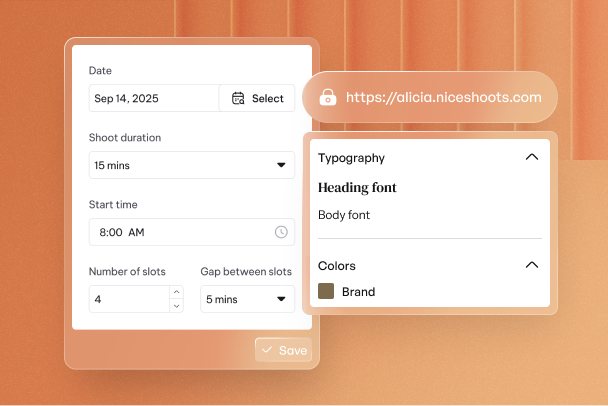 Date
Sep 14, 2025
Select
Shoot duration
15 mins
Start time
8:00 AM
Number of slots
Gap between slots
4
5 mins
Save
https://alicia.niceshoots.com
Typography
Heading font
Body font
Colors
Brand